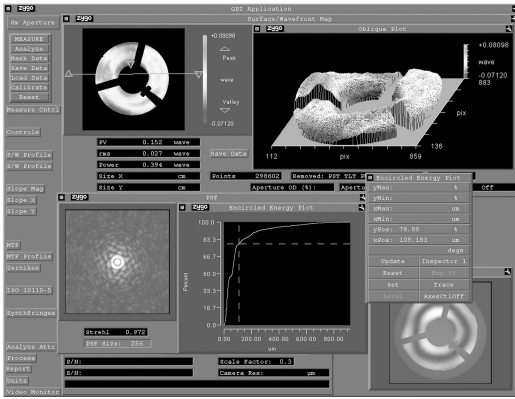 GPI Application
zygo
Sw Aperture
MEASURE
Analyze
Mask Data
Save Data
Load Data
Calibrate
Reset
Measure Cntrl
Controls
S/W Profile
S/W Profile
Slope Mag
Slope X
Slope Y
MTF
MTF Profile
Zernikes
ISO 10110-5
SynthFringes
Analyze Attr
Process
Report
Units
Video Monitor
zygo
Surface/Wavefront Map
+0.08098
Peak
wave
Valley
-0.07120
PV 0.152 wave
rms 0.027 wave
Power 0.394 wave
Size X cm
Size Y cm
Save Data
zygo
Oblique Plot
+0.08098
wave
-0.07120
883
pix
136
112
pix
859
Points 298602
Removed: PST TLT
Aperture OD (%):
Off
zygo
PSF
Strehl 0.972
PSF Size: 256
zygo
Encircled Energy Plot
100.0
83.3
66.7
50.0
33.3
16.7
0.0
Percent
0.00 200.00 400.00 600.00 800.00
um
Encircled Energy Plot
yMax: %
yMin: %
xMax: um
xMin: um
yPos: 78.89 %
xPos: 109.183 um
degs
Update Inspector 1
Reset Mag PV
Set Trace
Level AxesCtlOff
P/N:
S/N:
Scale Factor: 0.3
Camera Res: µm